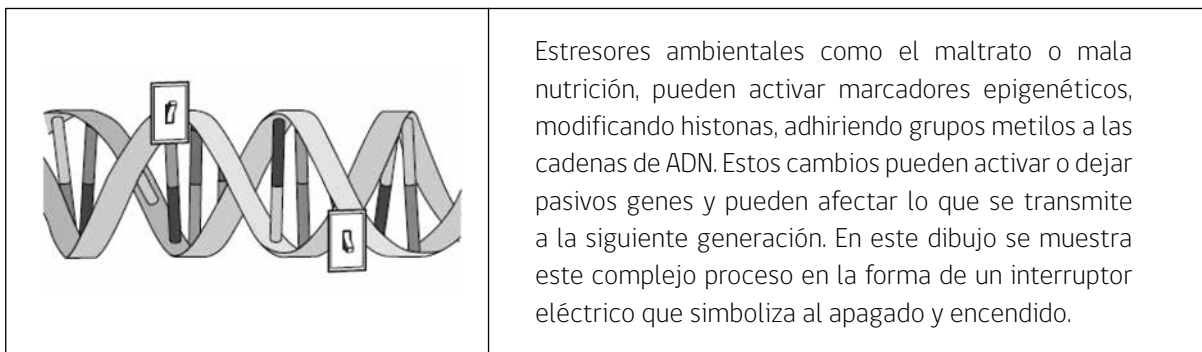 Estresores ambientales como el maltrato o mala
nutrición, pueden activar marcadores epigenéticos,
modificando histonas, adhiriendo grupos metilos a las
cadenas de ADN. Estos cambios pueden activar o dejar
pasivos genes y pueden afectar lo que se transmite
a la siguiente generación. En este dibujo se muestra
este complejo proceso en la forma de un interruptor
eléctrico que simboliza al apagado y encendido.